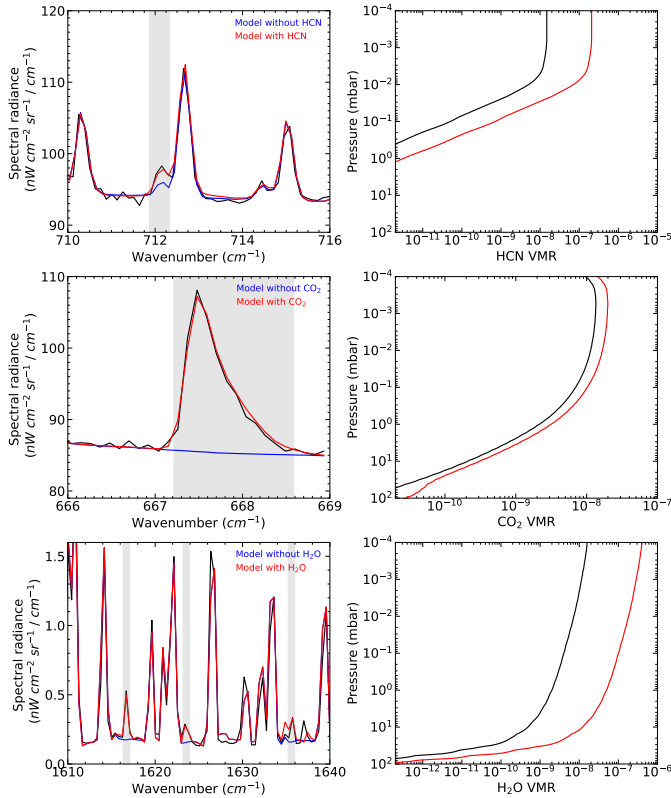 Model without HCN
Model with HCN
Spectral radiance
(nW cm⁻² sr⁻¹ / cm⁻¹)
120
110
100
90
710 712 714 716
Wavenumber (cm⁻¹)
Pressure (mbar)
10⁻⁴
10⁻³
10⁻²
10⁻¹
10⁰
10¹
10²
10⁻¹¹ 10⁻¹⁰ 10⁻⁹ 10⁻⁸ 10⁻⁷ 10⁻⁶ 10⁻⁵
HCN VMR
Model without CO₂
Model with CO₂
Spectral radiance
(nW cm⁻² sr⁻¹ / cm⁻¹)
110
100
90
80
666 667 668 669
Wavenumber (cm⁻¹)
Pressure (mbar)
10⁻⁴
10⁻³
10⁻²
10⁻¹
10⁰
10¹
10²
10⁻¹⁰ 10⁻⁹ 10⁻⁸ 10⁻⁷
CO₂ VMR
Model without H₂O
Model with H₂O
Spectral radiance
(nW cm⁻² sr⁻¹ / cm⁻¹)
1.5
1.0
0.5
0.0
1610 1620 1630 1640
Wavenumber (cm⁻¹)
Pressure (mbar)
10⁻⁴
10⁻³
10⁻²
10⁻¹
10⁰
10¹
10²
10⁻¹² 10⁻¹¹ 10⁻¹⁰ 10⁻⁹ 10⁻⁸ 10⁻⁷ 10⁻⁶
H₂O VMR